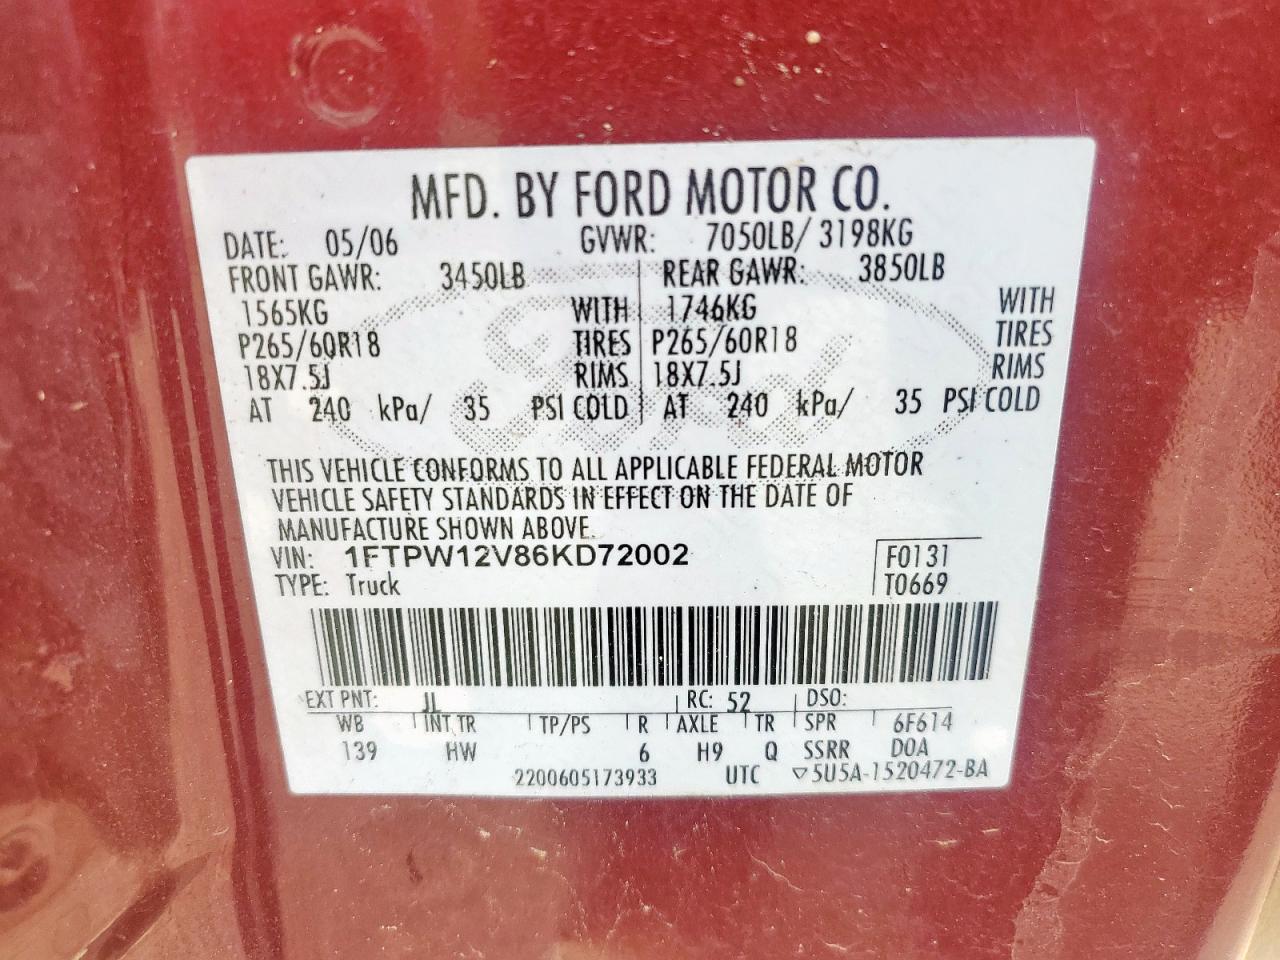 MFD. BY FORD MOTOR CO.
DATE: 05/06 GVWR: 7050LB/ 3198KG
FRONT GAWR: 3450LB REAR GAWR: 3850LB
1565KG WITH 1746KG WITH
P265/60R18 TIRES P265/60R18 TIRES
18X7.5J RIMS 18X7.5J RIMS
AT 240 kPa/ 35 PSI COLD AT 240 kPa/ 35 PSI COLD
THIS VEHICLE CONFORMS TO ALL APPLICABLE FEDERAL MOTOR
VEHICLE SAFETY STANDARDS IN EFFECT ON THE DATE OF
MANUFACTURE SHOWN ABOVE.
VIN: 1FTPW12V86KD72002 F0131
TYPE: Truck T0669
EXT PNT: JL RC: 52 DSO:
WB INT TR TP/PS R AXLE TR SPR 6F614
139 HW 6 H9 Q SSRR DOA
2200605173933 UTC ▽5U5A-1520472-BA